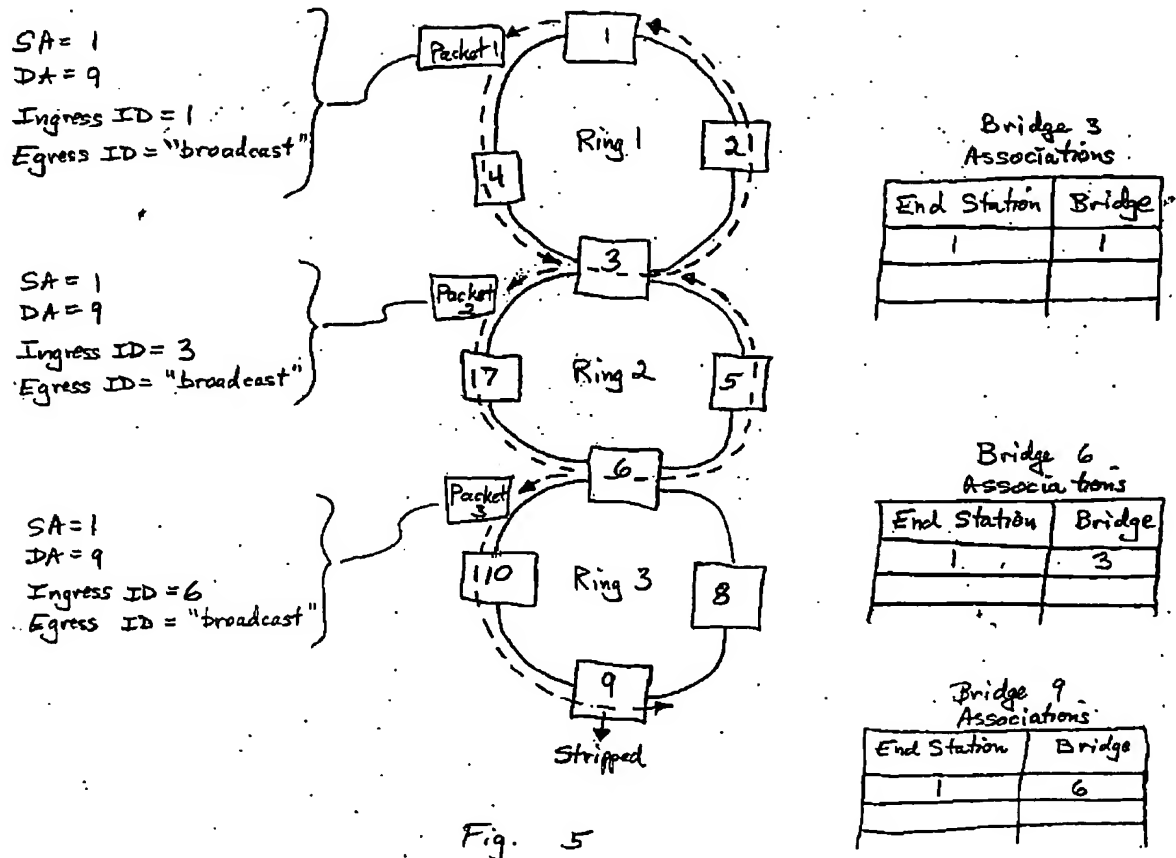 SA = 1
DA = 9
Ingress ID = 1
Egress ID = "broadcast"
Packet 1
1
Ring 1
2
4
3
Bridge 3
Associations
End Station Bridge
1 1
SA = 1
DA = 9
Ingress ID = 3
Egress ID = "broadcast"
Packet
2
17
Ring 2
5
6
Bridge 6
Associations
End Station Bridge
1 3
SA = 1
DA = 9
Ingress ID = 6
Egress ID = "broadcast"
Packet
3
110
Ring 3
8
9
Stripped
Bridge 9
Associations
End Station Bridge
1 6
Fig. 5